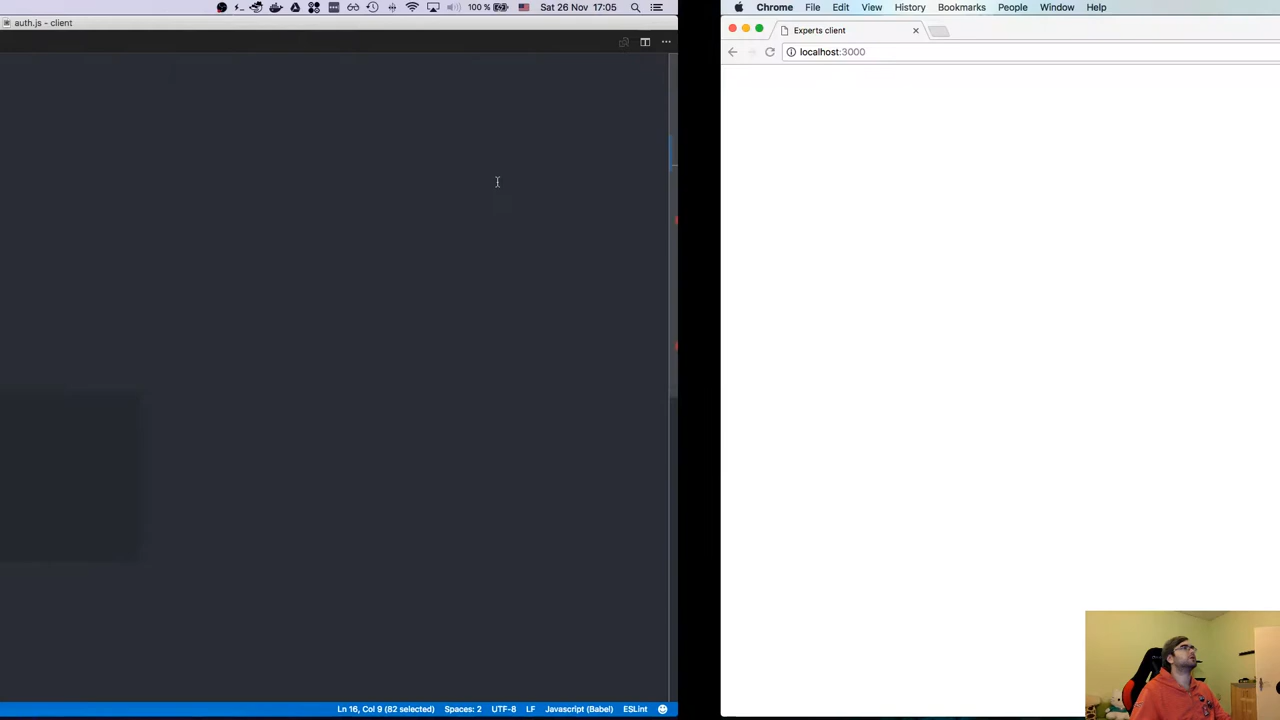 100 %
Sat 26 Nov 17:05
auth.js - client
Ln 16, Col 9 (82 selected)
Spaces: 2
UTF-8
LF
Javascript (Babel)
ESLint
Chrome
File
Edit
View
History
Bookmarks
People
Window
Help
Experts client
localhost:3000